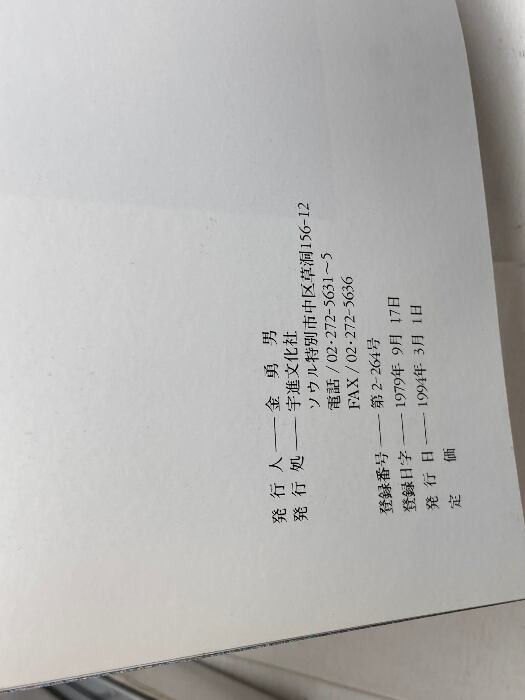 発行人——金勇男
発行処——宇進文化社
ソウル特別市中区草洞156-12
電話/02·272-5631〜5
FAX/02·272-5636
登録番号——第2-264号
登録日字——1979年9月17日
発行日——1994年3月1日
定価